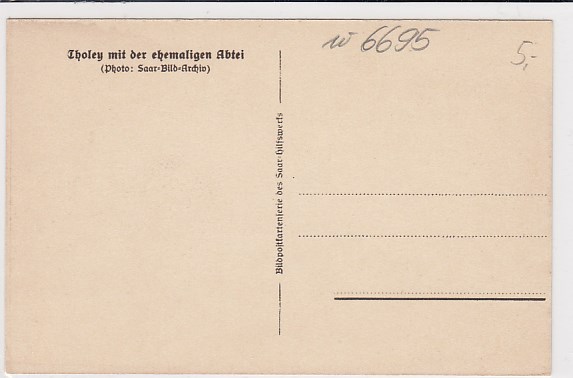 Tholey mit der ehemaligen Abtei
(Photo: Saar-Bild-Archiv)
Bildpostkartenserie des Saar-Hilfswerks
w 6695
5,-